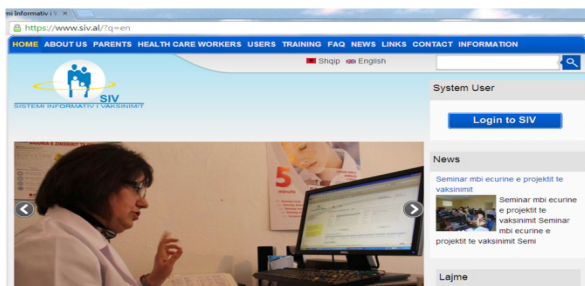 mi Informativ i V ×
https://www.siv.al/?q=en
HOME ABOUT US PARENTS HEALTH CARE WORKERS USERS TRAINING FAQ NEWS LINKS CONTACT INFORMATION
Shqip English
SIV
SISTEMI INFORMATIV I VAKSINIMIT
System User
Login to SIV
5
minuta
News
Seminar mbi ecurine e projektit te
vaksinimit
Seminar mbi ecurine
e projektit te
vaksinimit Seminar
mbi ecurine e
projektit te vaksinimit Semi
Lajme